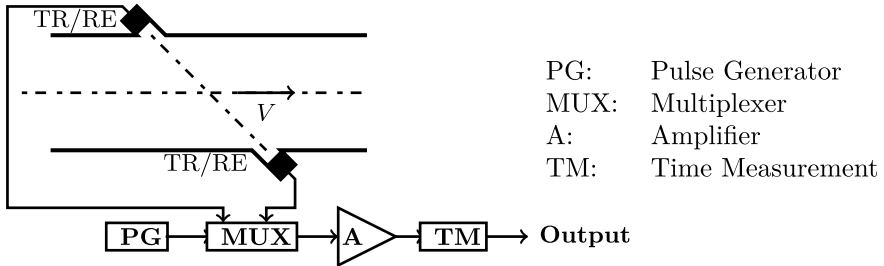 TR/RE
V
TR/RE
PG: Pulse Generator
MUX: Multiplexer
A: Amplifier
TM: Time Measurement
PG
MUX
A
TM
Output